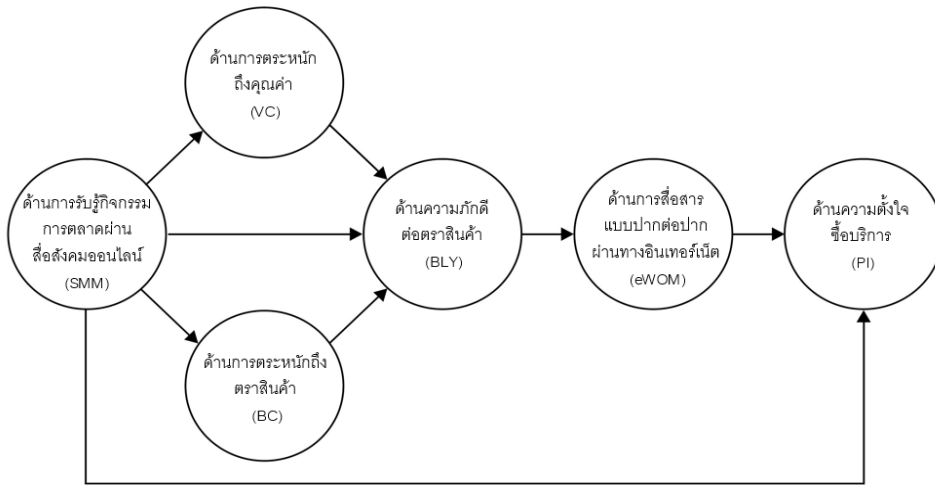 ด้านการตระหนัก
ถึงคุณค่า
(VC)
ด้านการรับรู้กิจกรรม
การตลาดผ่าน
สื่อสังคมออนไลน์
(SMM)
ด้านความภักดี
ต่อตราสินค้า
(BLY)
ด้านการสื่อสาร
แบบปากต่อปาก
ผ่านทางอินเทอร์เน็ต
(eWOM)
ด้านความตั้งใจ
ซื้อบริการ
(PI)
ด้านการตระหนักถึง
ตราสินค้า
(BC)